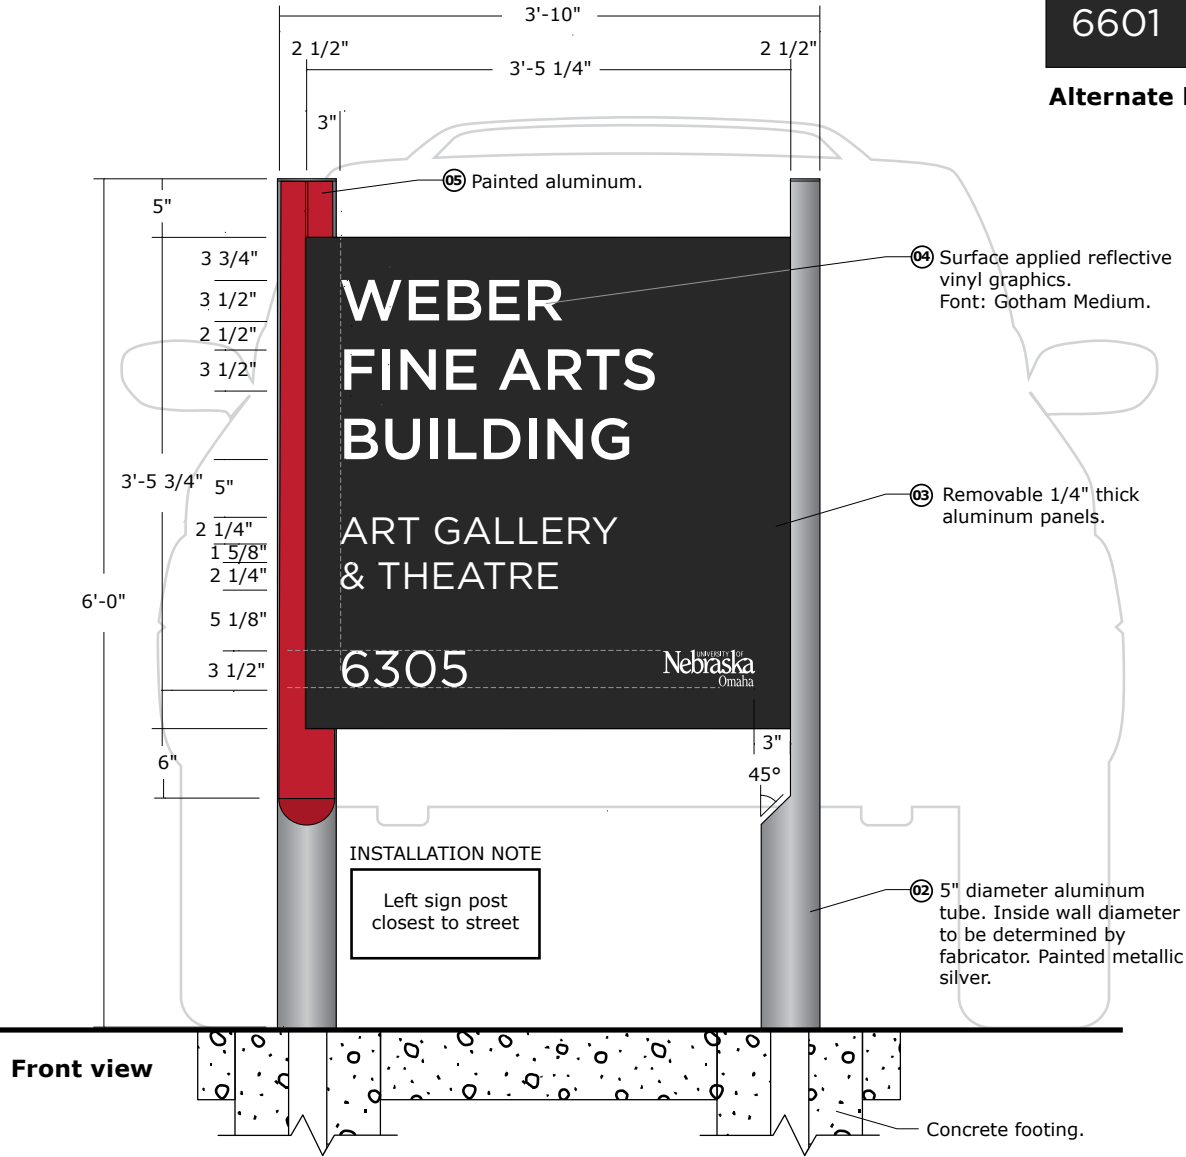 3'-10"
6601
2 1/2"
2 1/2"
3'-5 1/4"
Alternate
3"
05 Painted aluminum.
5"
3 3/4"
04 Surface applied reflective
vinyl graphics.
Font: Gotham Medium.
3 1/2"
2 1/2"
3 1/2"
WEBER
FINE ARTS
BUILDING
3'-5 3/4"
5"
03 Removable 1/4" thick
aluminum panels.
2 1/4"
1 5/8"
2 1/4"
ART GALLERY
& THEATRE
6'-0"
5 1/8"
3 1/2"
6305
UNIVERSITY OF
Nebraska
Omaha
6"
3"
45°
INSTALLATION NOTE
Left sign post
closest to street
02 5" diameter aluminum
tube. Inside wall diameter
to be determined by
fabricator. Painted metallic
silver.
Front view
Concrete footing.